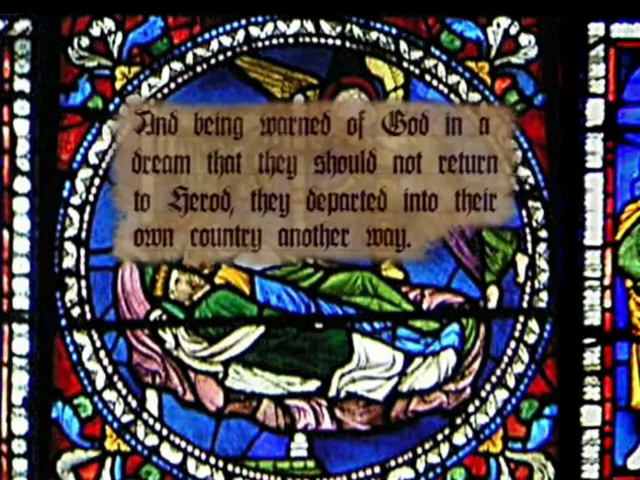 And being warned of God in a
dream that they should not return
to Herod, they departed into their
own country another way.